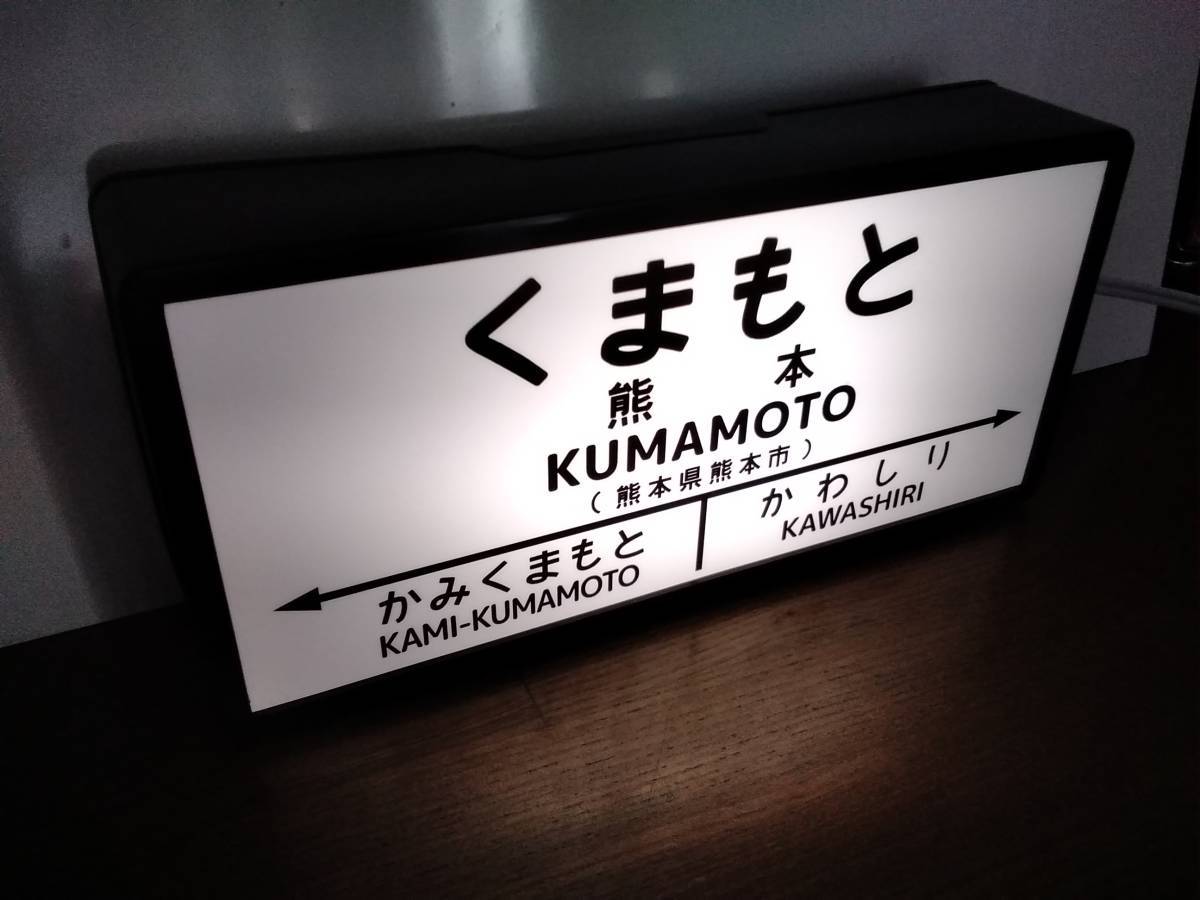 くまもと
熊本
KUMAMOTO
(熊本県熊本市)
かみくまもと
KAMI-KUMAMOTO
かわしり
KAWASHIRI